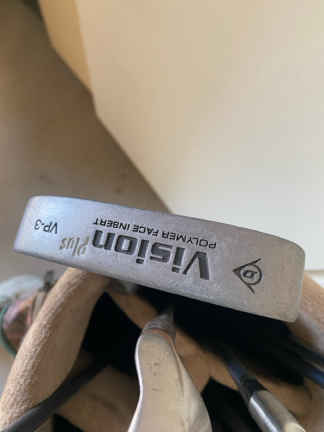 D
Vision Plus
POLYMER FACE INSERT
VP-3